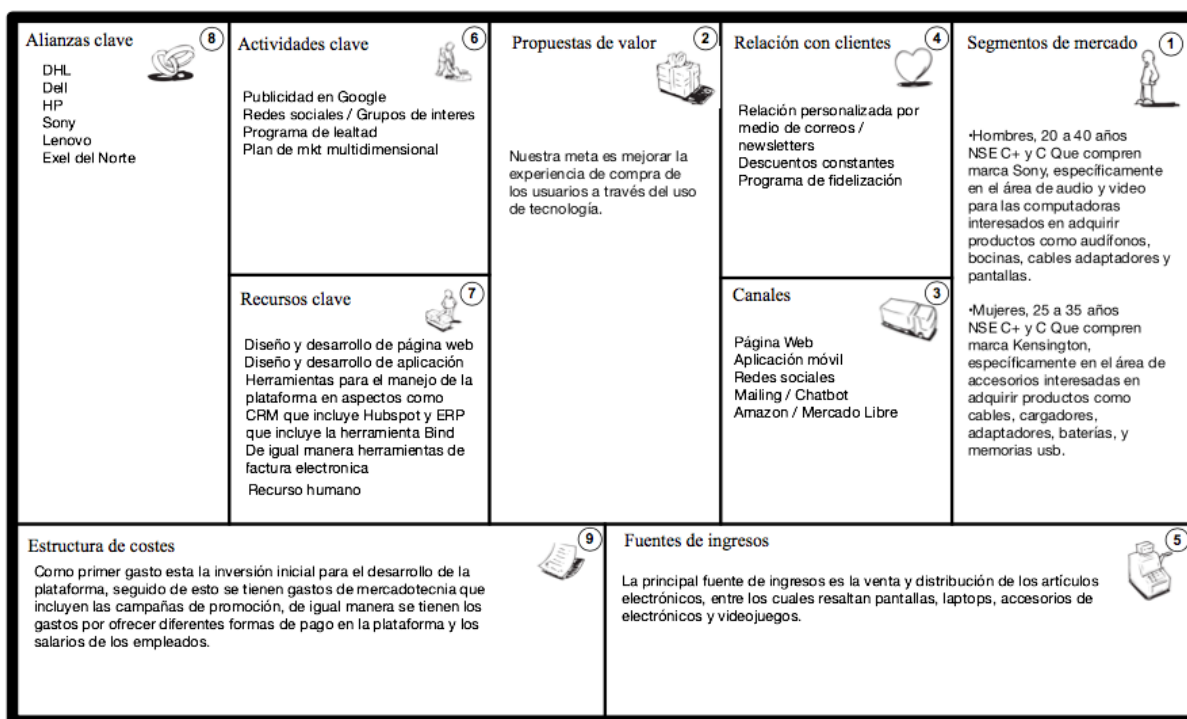 Alianzas clave
8
DHL
Dell
HP
Sony
Lenovo
Exel del Norte
Actividades clave
6
Publicidad en Google
Redes sociales / Grupos de interes
Programa de lealtad
Plan de mkt multidimensional
Recursos clave
7
Diseño y desarrollo de página web
Diseño y desarrollo de aplicación
Herramientas para el manejo de la
plataforma en aspectos como
CRM que incluye Hubspot y ERP
que incluye la herramienta Bind
De igual manera herramientas de
factura electronica
Recurso humano
Propuestas de valor
2
Nuestra meta es mejorar la
experiencia de compra de
los usuarios a través del uso
de tecnología.
Relación con clientes
4
Relación personalizada por
medio de correos /
newsletters
Descuentos constantes
Programa de fidelización
Canales
3
Página Web
Aplicación móvil
Redes sociales
Mailing / Chatbot
Amazon / Mercado Libre
Segmentos de mercado
1
•Hombres, 20 a 40 años
NSE C+ y C Que compren
marca Sony, específicamente
en el área de audio y video
para las computadoras
interesados en adquirir
productos como audífonos,
bocinas, cables adaptadores y
pantallas.
•Mujeres, 25 a 35 años
NSE C+ y C Que compren
marca Kensington,
específicamente en el área de
accesorios interesadas en
adquirir productos como
cables, cargadores,
adaptadores, baterías, y
memorias usb.
Estructura de costes
9
Como primer gasto esta la inversión inicial para el desarrollo de la
plataforma, seguido de esto se tienen gastos de mercadotecnia que
incluyen las campañas de promoción, de igual manera se tienen los
gastos por ofrecer diferentes formas de pago en la plataforma y los
salarios de los empleados.
Fuentes de ingresos
5
La principal fuente de ingresos es la venta y distribución de los artículos
electrónicos, entre los cuales resaltan pantallas, laptops, accesorios de
electrónicos y videojuegos.